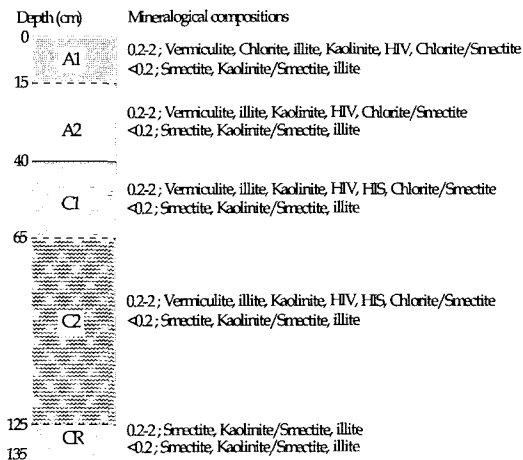 Depth (cm) Mineralogical compositions
0
A1
0.2-2 ; Vermiculite, Chlorite, illite, Kaolinite, HIV, Chlorite/Smectite
<0.2 ; Smectite, Kaolinite/Smectite, illite
15
A2
0.2-2 ; Vermiculite, illite, Kaolinite, HIV, Chlorite/Smectite
<0.2 ; Smectite, Kaolinite/Smectite, illite
40
C1
0.2-2 ; Vermiculite, illite, Kaolinite, HIV, HIS, Chlorite/Smectite
<0.2 ; Smectite, Kaolinite/Smectite, illite
65
C2
0.2-2 ; Vermiculite, illite, Kaolinite, HIV, HIS, Chlorite/Smectite
<0.2 ; Smectite, Kaolinite/Smectite, illite
125
CR
0.2-2 ; Smectite, Kaolinite/Smectite, illite
<0.2 ; Smectite, Kaolinite/Smectite, illite
135